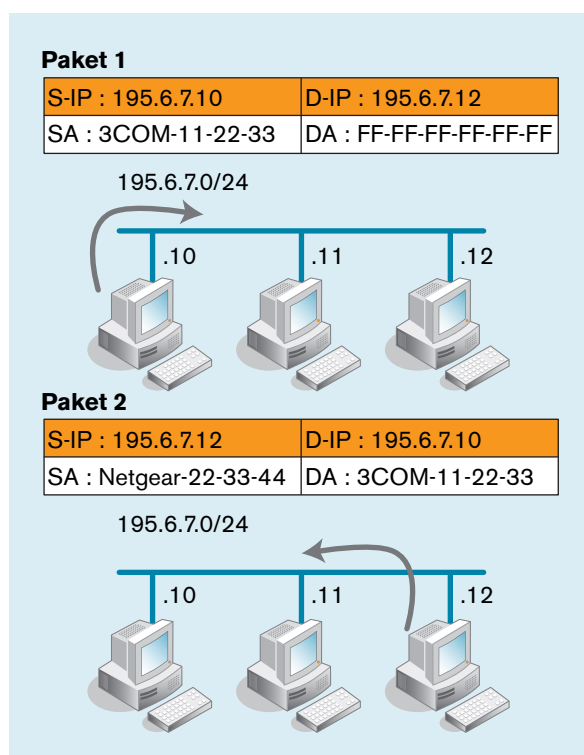 Paket 1
S-IP : 195.6.7.10 D-IP : 195.6.7.12
SA : 3COM-11-22-33 DA : FF-FF-FF-FF-FF-FF
195.6.7.0/24
.10 .11 .12
Paket 2
S-IP : 195.6.7.12 D-IP : 195.6.7.10
SA : Netgear-22-33-44 DA : 3COM-11-22-33
195.6.7.0/24
.10 .11 .12